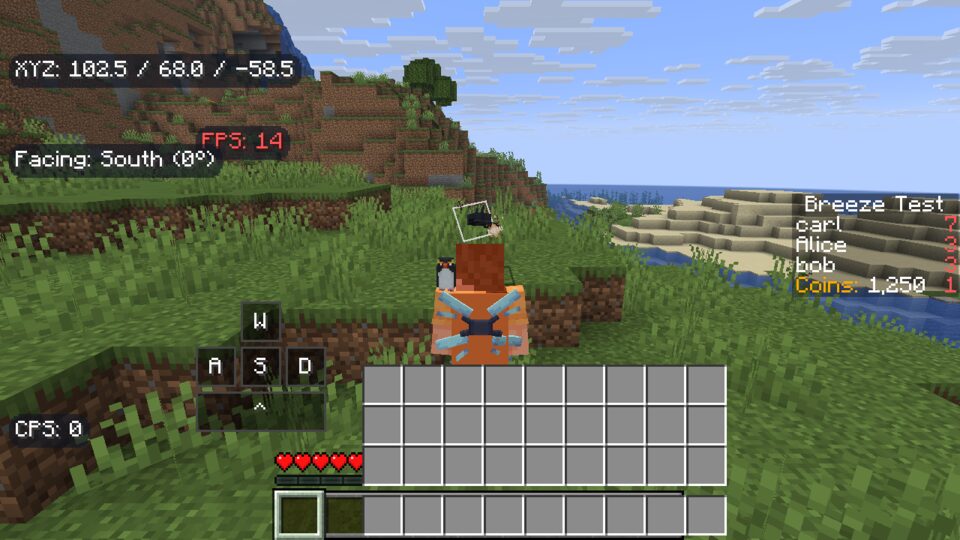 XYZ: 102.5 / 68.0 / -58.5
FPS: 14
Facing: South (0°)
Breeze Test
carl 7
Alice 3
bob 2
Coins: 1,250 1
W
A S D
^
CPS: 0